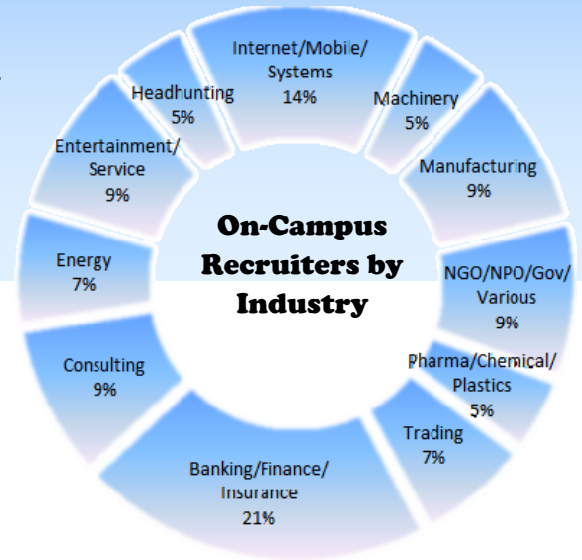 Internet/Mobile/
Systems
14%
Machinery
5%
Manufacturing
9%
NGO/NPO/Gov/
Various
9%
Pharma/Chemical/
Plastics
5%
Trading
7%
Banking/Finance/
Insurance
21%
Consulting
9%
Energy
7%
Entertainment/
Service
9%
Headhunting
5%
On-Campus
Recruiters by
Industry